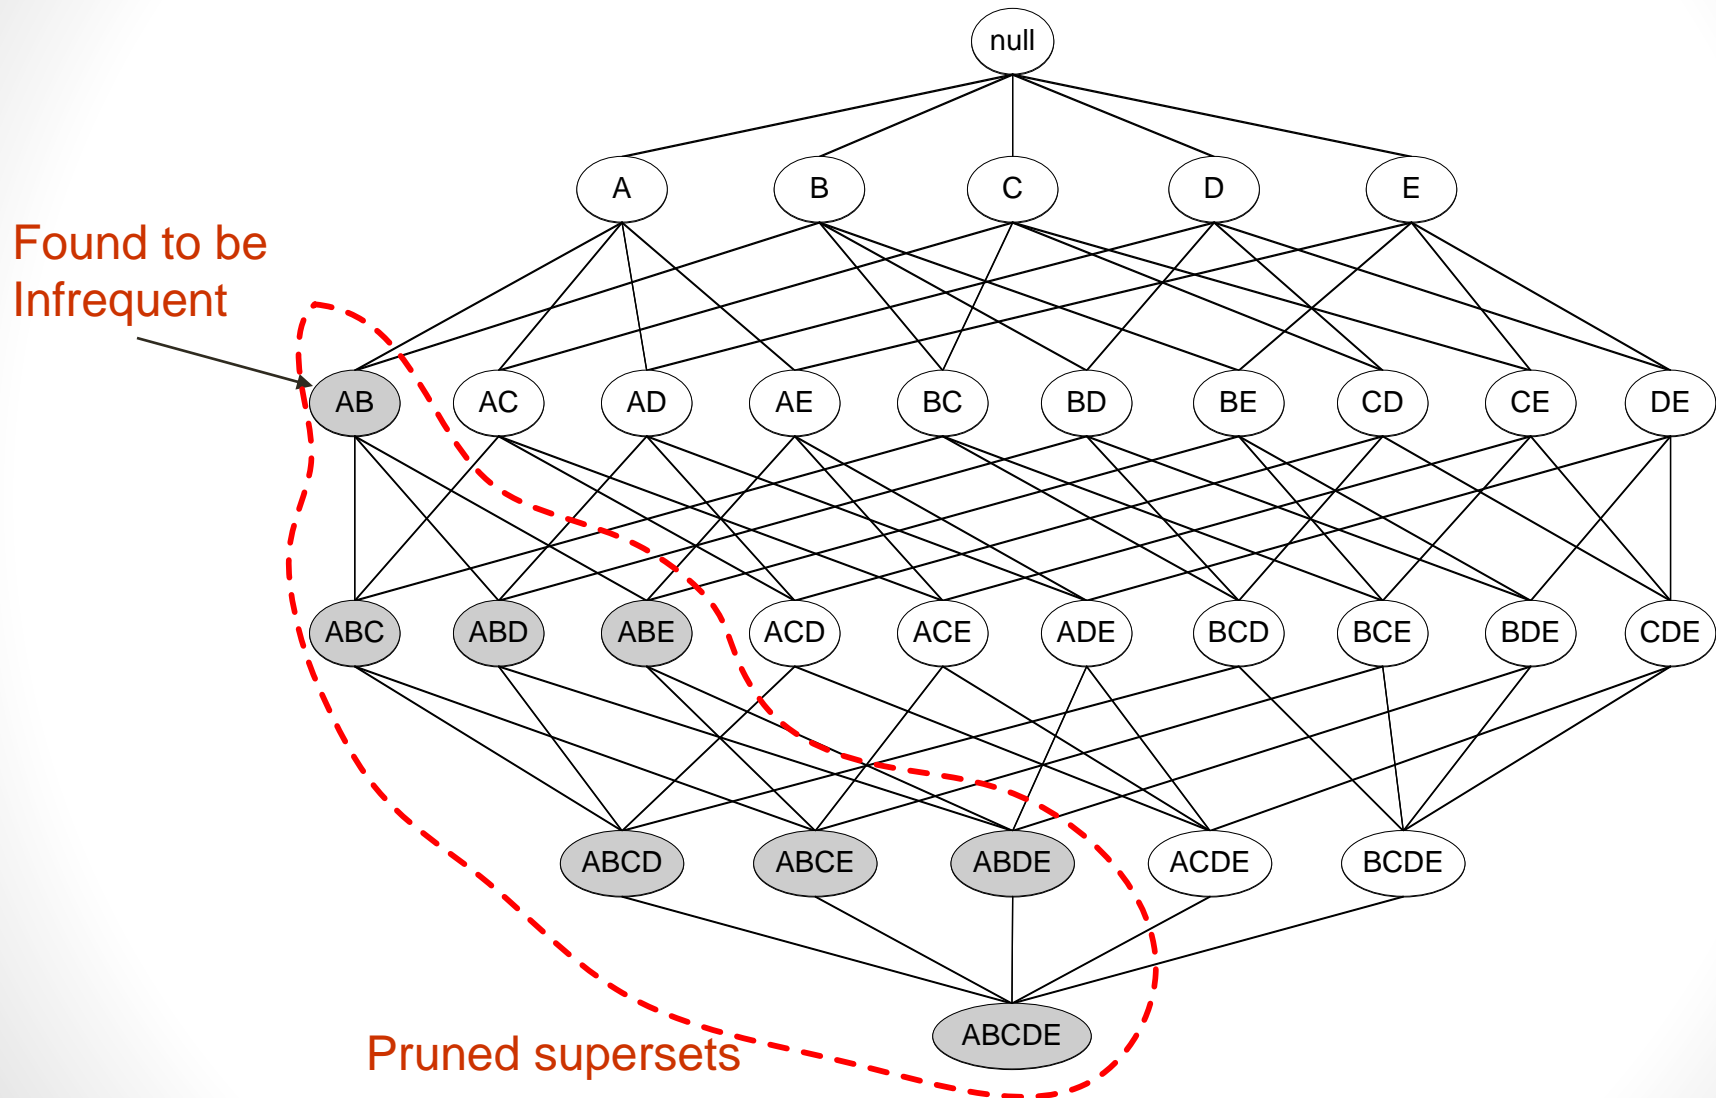 null
A B C D E
Found to be
Infrequent
AB AC AD AE BC BD BE CD CE DE
ABC ABD ABE ACD ACE ADE BCD BCE BDE CDE
ABCD ABCE ABDE ACDE BCDE
ABCDE
Pruned supersets